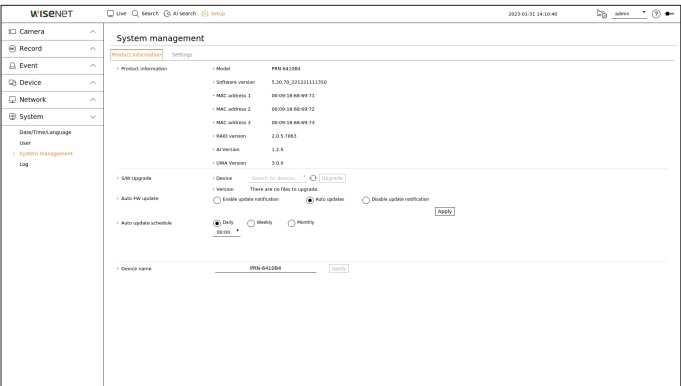 WISENET
Live Search AI search Setup
2023-01-31 14:10:40
admin
?
Camera
Record
Event
Device
Network
System
Date/Time/Language
User
System management
Log
System management
Product information Settings
Product information
Model PRN-6410B4
Software version 5.20.70_221221111350
MAC address 1 00:09:18:68:69:71
MAC address 2 00:09:18:68:69:72
MAC address 3 00:09:18:68:69:73
RAID version 2.0.5.7063
AI Version 1.2.5
UWA Version 3.0.0
S/W Upgrade
Device Search for devices. Upgrade
Version There are no files to upgrade.
Auto FW update
Enable update notification Auto updates Disable update notification
Apply
Auto update schedule
Daily Weekly Monthly
00:00
Device name PRN-6410B4 Apply